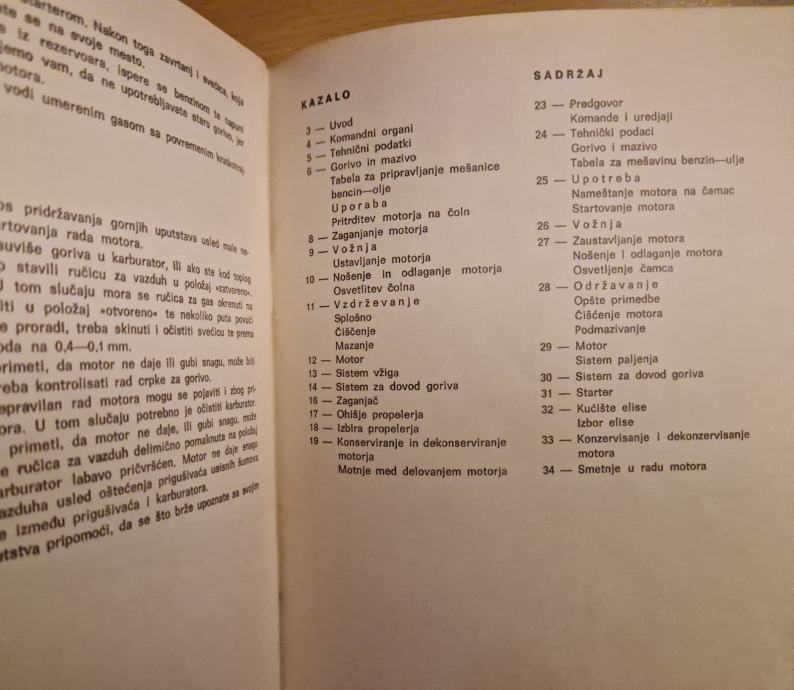 starterom. Nakon toga zavrtanj i svećica, koja
te se na svoje mesto.
iz rezervoara, ispere se benzinom te napuni
jemo vam, da ne upotrebljavate staro gorivo, jer
motora.
vodi umerenim gasom sa povremenim
os pridržavanja gornjih uputstava usled male ne-
rtovanja rada motora.
suviše goriva u karburator, ili ako ste kod toplog
stavili ručicu za vazduh u položaj »zatvoreno«.
U tom slučaju mora se ručica za gas okrenuti na
iti u položaj »otvoreno« te nekoliko puta povući
e proradi, treba skinuti i očistiti svećicu te prema
oda na 0,4—0,1 mm.
primeti, da motor ne daje ili gubi snagu, može biti
reba kontrolisati rad crpke za gorivo.
epravilan rad motora mogu se pojaviti i zbog pri-
ora. U tom slučaju potrebno je očistiti karburator.
primeti, da motor ne daje, ili gubi snagu, može
e ručica za vazduh delimično pomaknuta na položaj
arburator labavo pričvršćen. Motor ne daje snagu
azduha usled oštećenja prigušivača usisnih šumova
e između prigušivača i karburatora.
utstva pripomoći, da se što brže upoznate sa svojim
KAZALO
3 — Uvod
4 — Komandni organi
5 — Tehnični podatki
6 — Gorivo in mazivo
Tabela za pripravljanje mešanice
bencin—olje
Uporaba
Pritrditev motorja na čoln
8 — Zaganjanje motorja
9 — Vožnja
Ustavljanje motorja
10 — Nošenje in odlaganje motorja
Osvetlitev čolna
11 — Vzdrževanje
Splošno
Čiščenje
Mazanje
12 — Motor
13 — Sistem vžiga
14 — Sistem za dovod goriva
16 — Zaganjač
17 — Ohišje propelerja
18 — Izbira propelerja
19 — Konserviranje in dekonserviranje
motorja
Motnje med delovanjem motorja
SADRŽAJ
23 — Predgovor
Komande i uredjaji
24 — Tehnički podaci
Gorivo i mazivo
Tabela za mešavinu benzin—ulje
25 — Upotreba
Nameštanje motora na čamac
Startovanje motora
26 — Vožnja
27 — Zaustavljanje motora
Nošenje i odlaganje motora
Osvetljenje čamca
28 — Održavanje
Opšte primedbe
Čišćenje motora
Podmazivanje
29 — Motor
Sistem paljenja
30 — Sistem za dovod goriva
31 — Starter
32 — Kućište elise
Izbor elise
33 — Konzervisanje i dekonzervisanje
motora
34 — Smetnje u radu motora